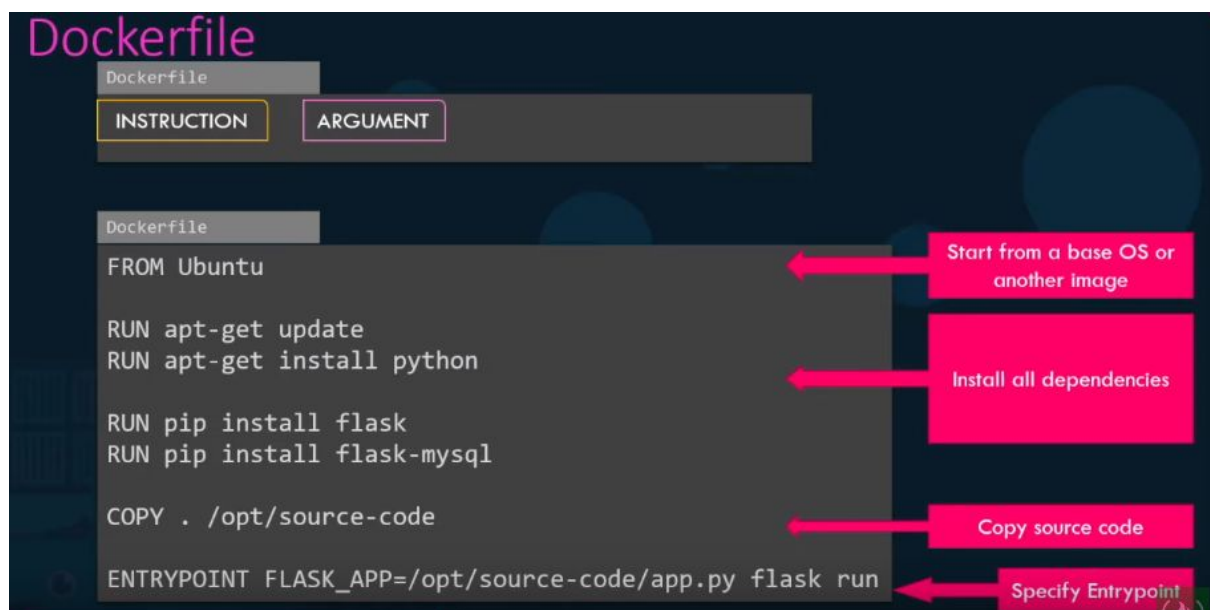 Dockerfile
Dockerfile
INSTRUCTION ARGUMENT
Dockerfile
FROM Ubuntu
Start from a base OS or
another image
RUN apt-get update
RUN apt-get install python
Install all dependencies
RUN pip install flask
RUN pip install flask-mysql
COPY . /opt/source-code
Copy source code
ENTRYPOINT FLASK_APP=/opt/source-code/app.py flask run
Specify Entrypoint